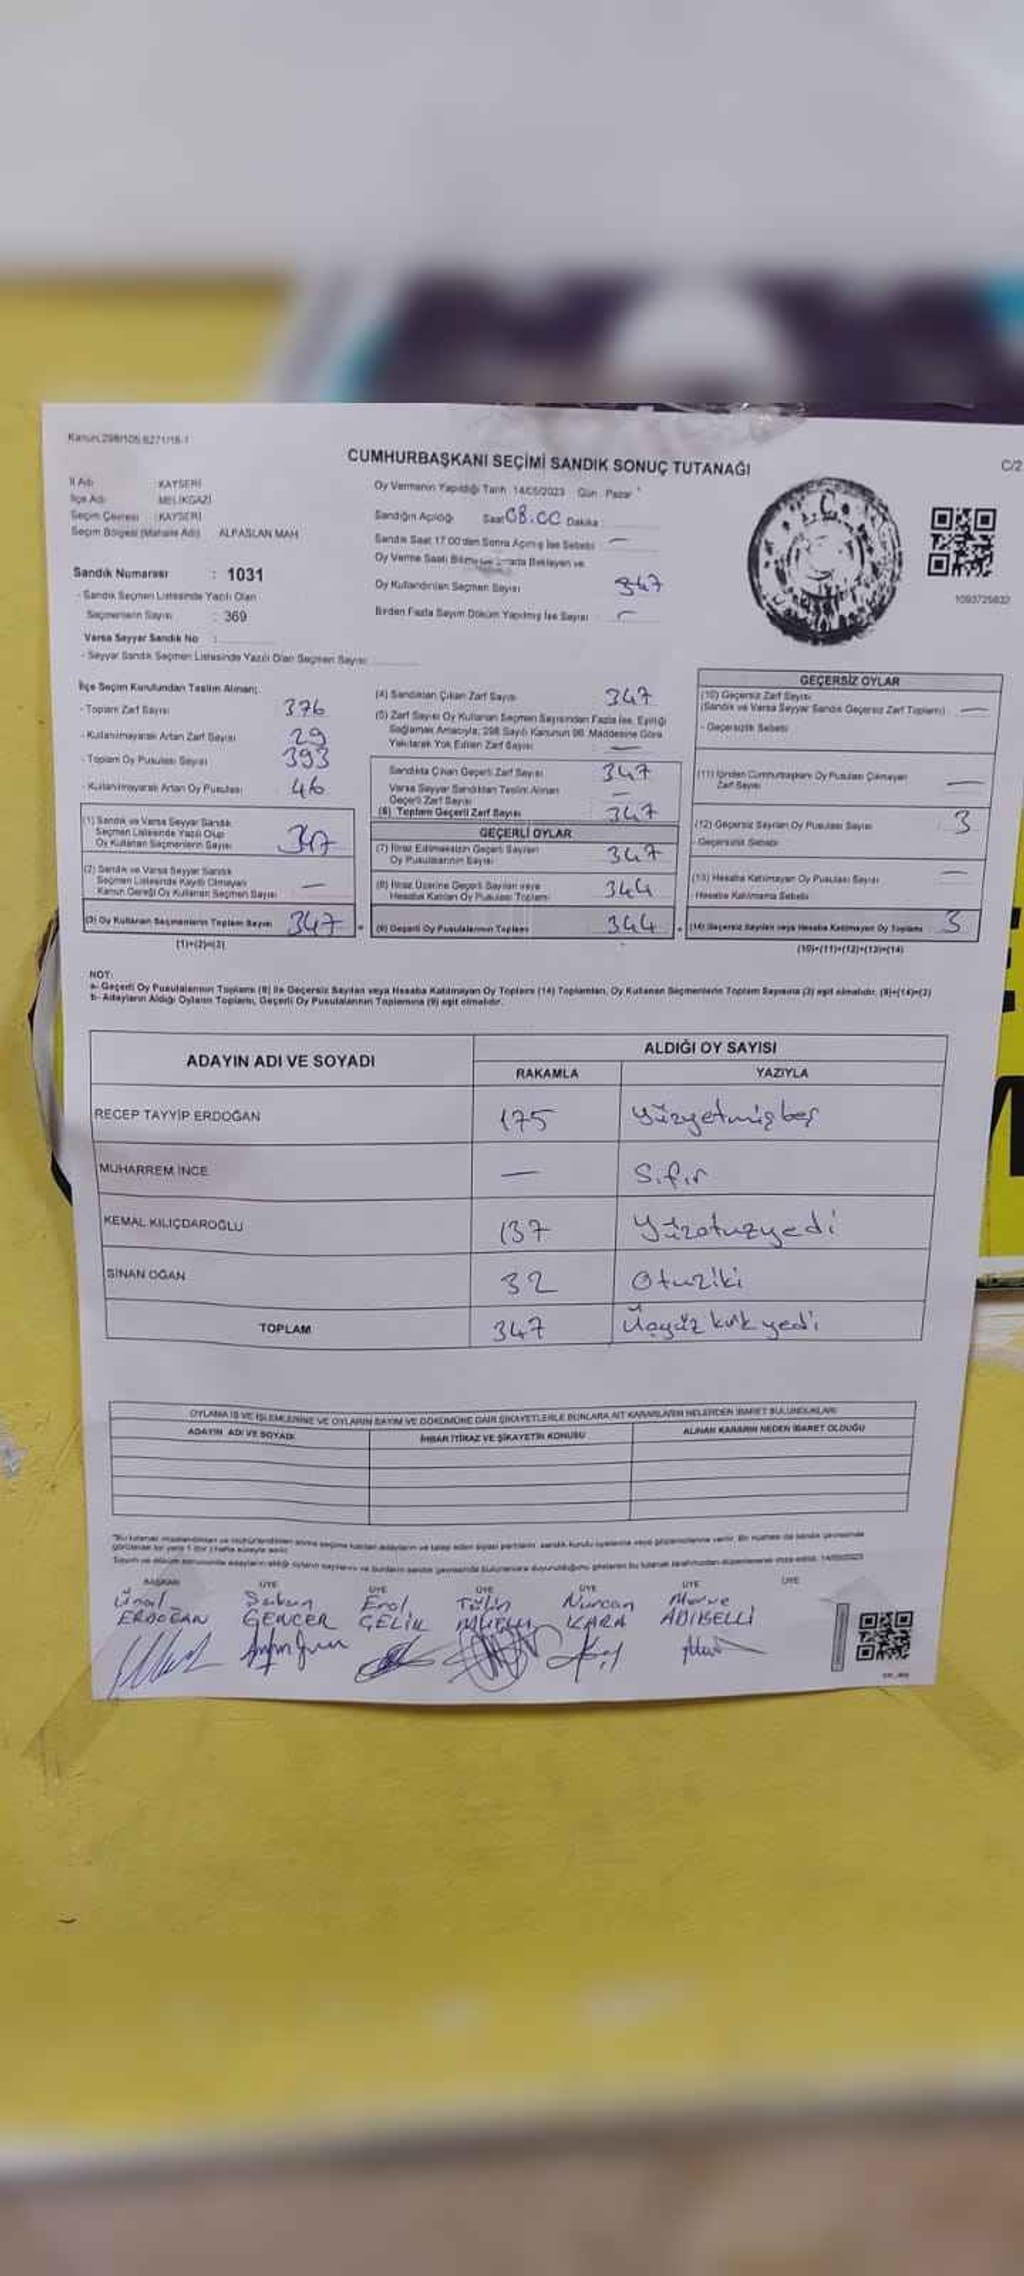 Kanun:298/105,6271/16-1
CUMHURBAŞKANI SEÇİMİ SANDIK SONUÇ TUTANAĞI
C/2
İl Adı : KAYSERİ
İlçe Adı : MELİKGAZİ
Seçim Çevresi : KAYSERİ
Seçim Bölgesi (Mahalle Adı) ALPASLAN MAH
Oy Vermenin Yapıldığı Tarih 14/05/2023 Gün : Pazar
Sandığın Açıldığı Saat 08.00 Dakika
Sandık Saat 17.00'den Sonra Açılmış İse Sebebi —
Oy Verme Saati Bekleyen ve
Oy Kullandırılan Seçmen Sayısı 347
Birden Fazla Sayım Döküm Yapılmış İse Sayısı —
1093725832
Sandık Numarası : 1031
- Sandık Seçmen Listesinde Yazılı Olan
Seçmenlerin Sayısı : 369
Varsa Seyyar Sandık No :
- Seyyar Sandık Seçmen Listesinde Yazılı Olan Seçmen Sayısı
İlçe Seçim Kurulundan Teslim Alınan;
- Toplam Zarf Sayısı 376
- Kullanılmayarak Artan Zarf Sayısı 29
- Toplam Oy Pusulası Sayısı 393
- Kullanılmayarak Artan Oy Pusulası 46
(1) Sandık ve Varsa Seyyar Sandık
Seçmen Listesinde Yazılı Olup
Oy Kullanan Seçmenlerin Sayısı 347
(2) Sandık ve Varsa Seyyar Sandık
Seçmen Listesinde Kayıtlı Olmayan
Kanun Gereği Oy Kullanan Seçmen Sayısı —
(3) Oy Kullanan Seçmenlerin Toplam Sayısı 347
(1)+(2)=(3)
(4) Sandıktan Çıkan Zarf Sayısı 347
(5) Zarf Sayısı Oy Kullanan Seçmen Sayısından Fazla İse, Eşitliği
Sağlamak Amacıyla, 298 Sayılı Kanunun 98. Maddesine Göre
Yakılarak Yok Edilen Zarf Sayısı —
Sandıkta Çıkan Geçerli Zarf Sayısı 347
Varsa Seyyar Sandıktan Teslim Alınan
Geçerli Zarf Sayısı —
(6) Toplam Geçerli Zarf Sayısı 347
GEÇERLİ OYLAR
(7) İtiraz Edilmeksizin Geçerli Sayılan
Oy Pusulalarının Sayısı 347
(8) İtiraz Üzerine Geçerli Sayılan veya
Hesaba Katılan Oy Pusulası Toplamı 344
(9) Geçerli Oy Pusulalarının Toplamı 344
GEÇERSİZ OYLAR
(10) Geçersiz Zarf Sayısı
(Sandık ve Varsa Seyyar Sandık Geçersiz Zarf Toplamı) —
- Geçersizlik Sebebi
(11) İçinden Cumhurbaşkanı Oy Pusulası Çıkmayan
Zarf Sayısı —
(12) Geçersiz Sayılan Oy Pusulası Sayısı 3
- Geçersizlik Sebebi
(13) Hesaba Katılmayan Oy Pusulası Sayısı —
Hesaba Katılmama Sebebi
(14) Geçersiz Sayılan veya Hesaba Katılmayan Oy Toplamı 3
(10)+(11)+(12)+(13)=(14)
NOT:
a- Geçerli Oy Pusulalarının Toplamı (9) ile Geçersiz Sayılan veya Hesaba Katılmayan Oy Toplamı (14) Toplamları, Oy Kullanan Seçmenlerin Toplam Sayısına (3) eşit olmalıdır. (9)+(14)=(3)
b- Adayların Aldığı Oyların Toplamı, Geçerli Oy Pusulalarının Toplamına (9) eşit olmalıdır.
ADAYIN ADI VE SOYADI
ALDIĞI OY SAYISI
RAKAMLA YAZIYLA
RECEP TAYYİP ERDOĞAN 175 Yüzyetmişbeş
MUHARREM İNCE — Sıfır
KEMAL KILIÇDAROĞLU 137 Yüzotuzyedi
SİNAN OĞAN 32 Otuziki
TOPLAM 347 Üçyüz kırk yedi
OYLAMA İŞ VE İŞLEMLERİNE VE OYLARIN SAYIM VE DÖKÜMÜNE DAİR ŞİKAYETLERLE BUNLARA AİT KARARLARIN NELERDEN İBARET BULUNDUKLARI
ADAYIN ADI VE SOYADI İHBAR İTİRAZ VE ŞİKAYETİN KONUSU ALINAN KARARIN NEDEN İBARET OLDUĞU
BAŞKAN ÜYE ÜYE ÜYE ÜYE ÜYE ÜYE
Ünal Şaban Erol Tülin Nurcan Merve
ERDOĞAN GENCER ÇELİK MUTLU KARA ADIBELLİ